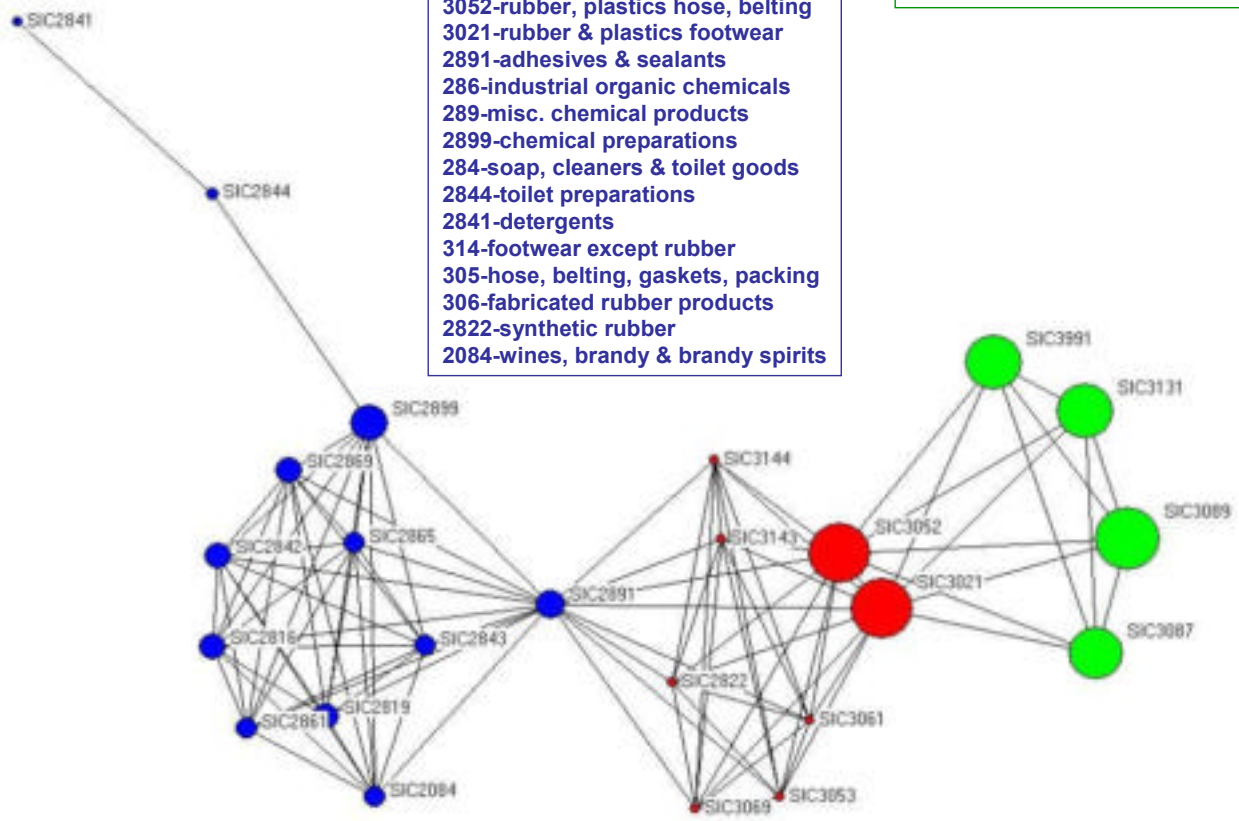 SIC2841
3052-rubber, plastics hose, belting
3021-rubber & plastics footwear
2891-adhesives & sealants
286-industrial organic chemicals
289-misc. chemical products
2899-chemical preparations
284-soap, cleaners & toilet goods
2844-toilet preparations
2841-detergents
314-footwear except rubber
305-hose, belting, gaskets, packing
306-fabricated rubber products
2822-synthetic rubber
2084-wines, brandy & brandy spirits
SIC2844
SIC3991
SIC3131
SIC2899
SIC2869
SIC3144
SIC3089
SIC3052
SIC3143
SIC2865
SIC2842
SIC3021
SIC2891
SIC3087
SIC2816
SIC2843
SIC2822
SIC2819
SIC2861
SIC3061
SIC2084
SIC3053
SIC3069